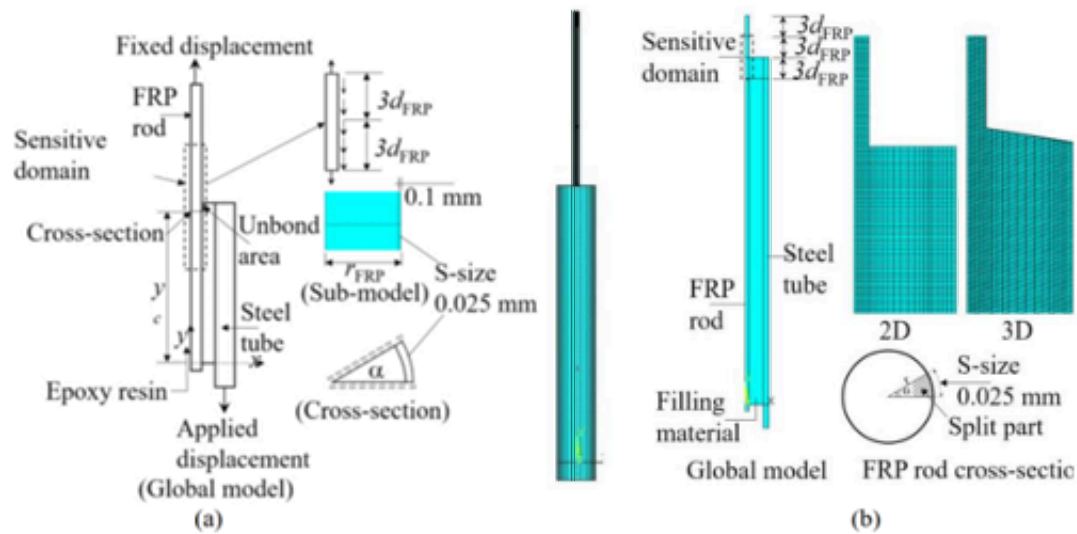 Fixed displacement
FRP
rod
Sensitive
domain
Cross-section
y
c
y
x
Epoxy resin
Unbond
area
Steel
tube
Applied
displacement
(Global model)
(a)
3dFRP
3dFRP
0.1 mm
rFRP
(Sub-model)
S-size
0.025 mm
α
(Cross-section)
Sensitive
domain
3dFRP
3dFRP
3dFRP
FRP
rod
Steel
tube
Filling
material
Global model
2D
3D
S-size
0.025 mm
Split part
FRP rod cross-sectio
(b)